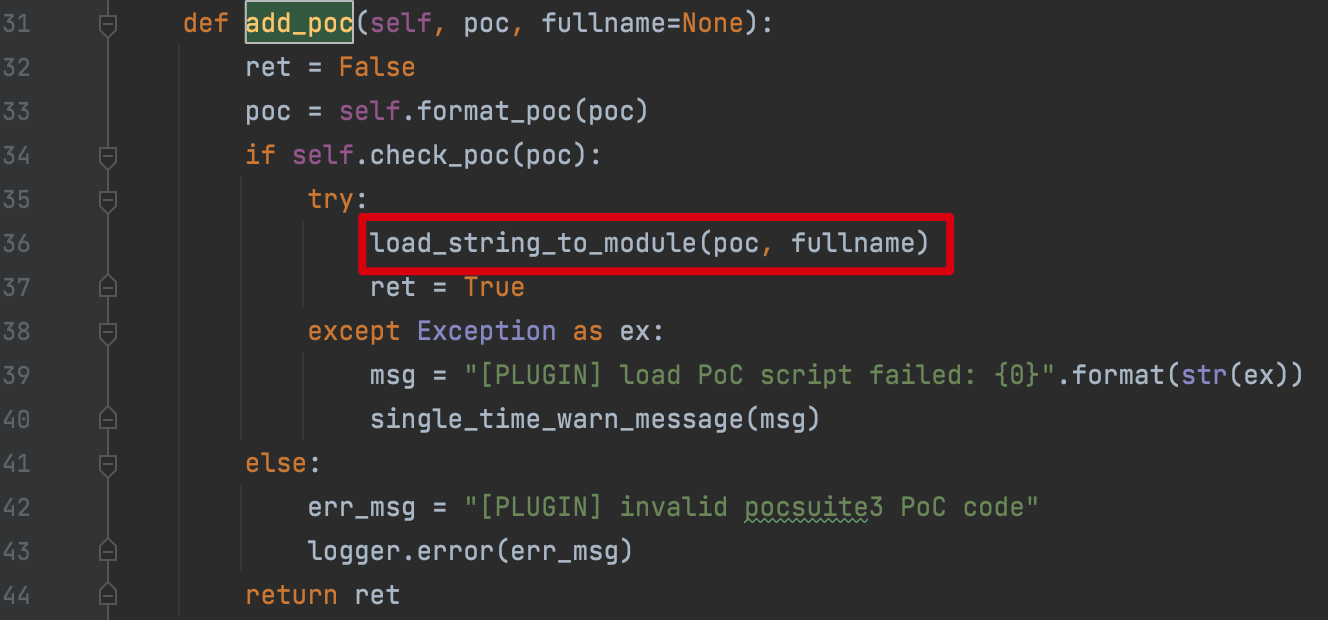 31 def add_poc(self, poc, fullname=None):
32 ret = False
33 poc = self.format_poc(poc)
34 if self.check_poc(poc):
35 try:
36 load_string_to_module(poc, fullname)
37 ret = True
38 except Exception as ex:
39 msg = "[PLUGIN] load PoC script failed: {0}".format(str(ex))
40 single_time_warn_message(msg)
41 else:
42 err_msg = "[PLUGIN] invalid pocsuite3 PoC code"
43 logger.error(err_msg)
44 return ret